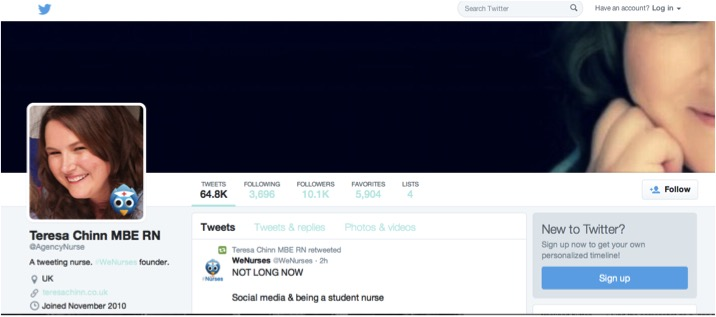 Search Twitter
Have an account? Log in
TWEETS FOLLOWING FOLLOWERS FAVORITES LISTS
64.8K 3,696 10.1K 5,904 4
Follow
Teresa Chinn MBE RN
@AgencyNurse
A tweeting nurse. #WeNurses founder.
UK
teresachinn.co.uk
Joined November 2010
Tweets Tweets & replies Photos & videos
Teresa Chinn MBE RN retweeted
WeNurses @WeNurses · 2h
NOT LONG NOW
Social media & being a student nurse
New to Twitter?
Sign up now to get your own
personalized timeline!
Sign up